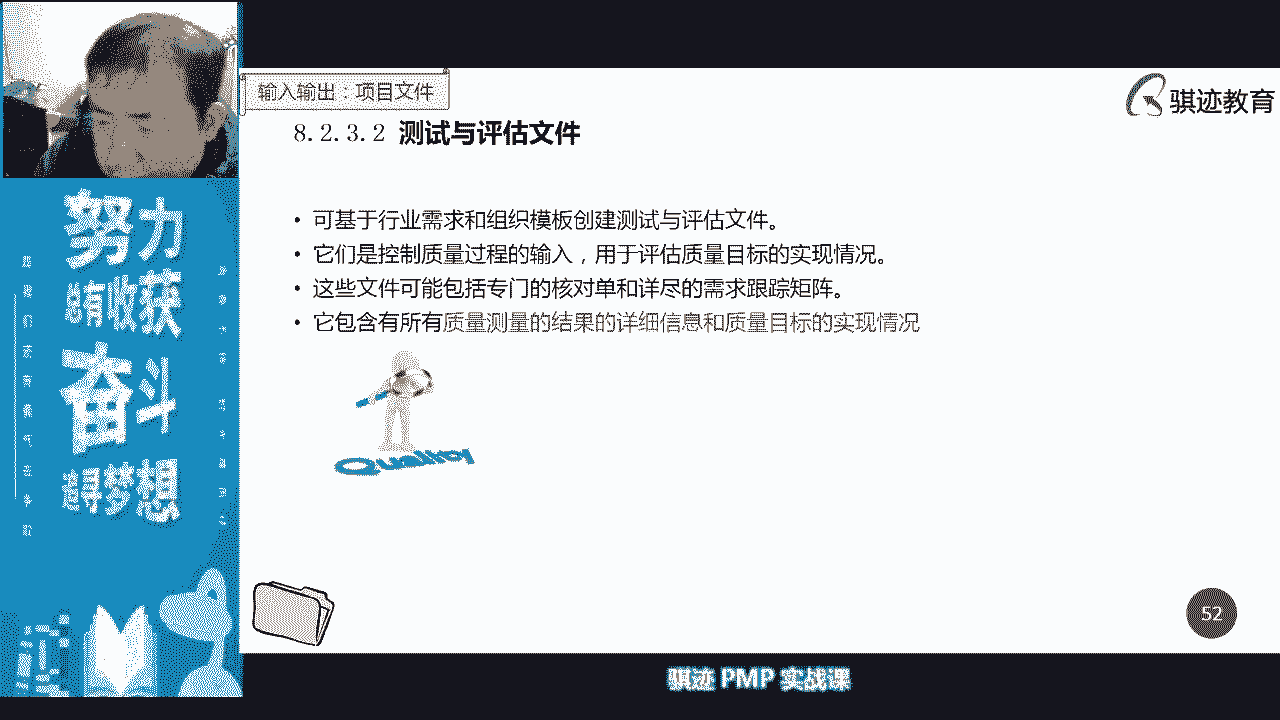 输入输出：项目文件
骐迹教育
8.2.3.2 测试与评估文件
• 可基于行业需求和组织模板创建测试与评估文件。
• 它们是控制质量过程的输入，用于评估质量目标的实现情况。
• 这些文件可能包括专门的核对单和详尽的需求跟踪矩阵。
• 它包含有所有质量测量的结果的详细信息和质量目标的实现情况
Quality
努力
总有收获
奋斗
追寻梦想
52
骐迹 PMP 实战课